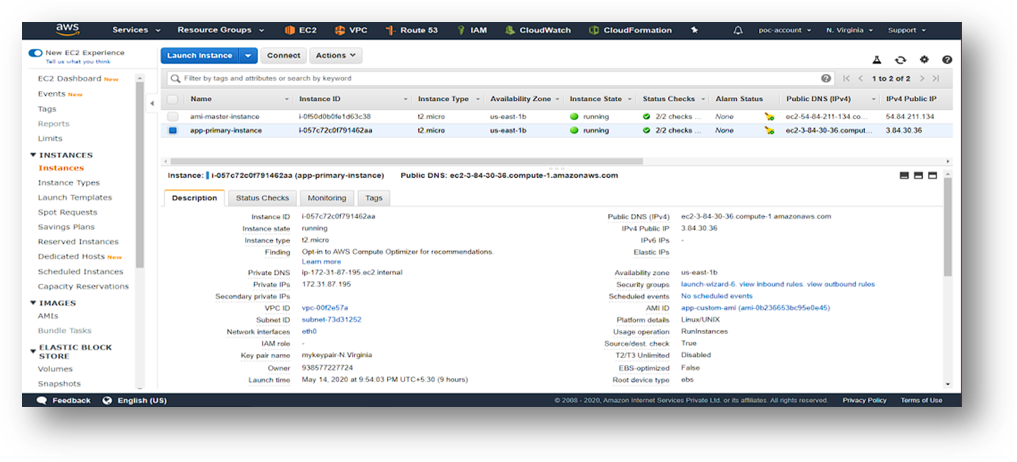 aws Services Resource Groups EC2 VPC Route 53 IAM CloudWatch CloudFormation poc-account N. Virginia Support
New EC2 Experience
Tell us what you think
EC2 Dashboard New
Events New
Tags
Reports
Limits
INSTANCES
Instances
Instance Types
Launch Templates
Spot Requests
Savings Plans
Reserved Instances
Dedicated Hosts New
Scheduled Instances
Capacity Reservations
IMAGES
AMIs
Bundle Tasks
ELASTIC BLOCK
STORE
Volumes
Snapshots
Launch Instance Connect Actions
Filter by tags and attributes or search by keyword 1 to 2 of 2
Name Instance ID Instance Type Availability Zone Instance State Status Checks Alarm Status Public DNS (IPv4) IPv4 Public IP
ami-master-instance i-0f50d0b0fe1d63c38 t2.micro us-east-1b running 2/2 checks ... None ec2-54-84-211-134.co... 54.84.211.134
app-primary-instance i-057c72c0f791462aa t2.micro us-east-1b running 2/2 checks ... None ec2-3-84-30-36.comput... 3.84.30.36
Instance: i-057c72c0f791462aa (app-primary-instance) Public DNS: ec2-3-84-30-36.compute-1.amazonaws.com
Description Status Checks Monitoring Tags
Instance ID i-057c72c0f791462aa Public DNS (IPv4) ec2-3-84-30-36.compute-1.amazonaws.com
Instance state running IPv4 Public IP 3.84.30.36
Instance type t2.micro IPv6 IPs -
Finding Opt-in to AWS Compute Optimizer for recommendations. Elastic IPs
Learn more
Private DNS ip-172-31-87-195.ec2.internal Availability zone us-east-1b
Private IPs 172.31.87.195 Security groups launch-wizard-6. view inbound rules. view outbound rules
Secondary private IPs Scheduled events No scheduled events
VPC ID vpc-00f2e57a AMI ID app-custom-ami (ami-0b236653bc95e0e45)
Subnet ID subnet-73d31252 Platform details Linux/UNIX
Network interfaces eth0 Usage operation RunInstances
IAM role - Source/dest. check True
Key pair name mykeypair-N Virginia T2/T3 Unlimited Disabled
Owner 938577227724 EBS-optimized False
Launch time May 14, 2020 at 9:54:03 PM UTC+5:30 (9 hours) Root device type ebs
Feedback English (US) © 2008 - 2020, Amazon Internet Services Private Ltd. or its affiliates. All rights reserved. Privacy Policy Terms of Use